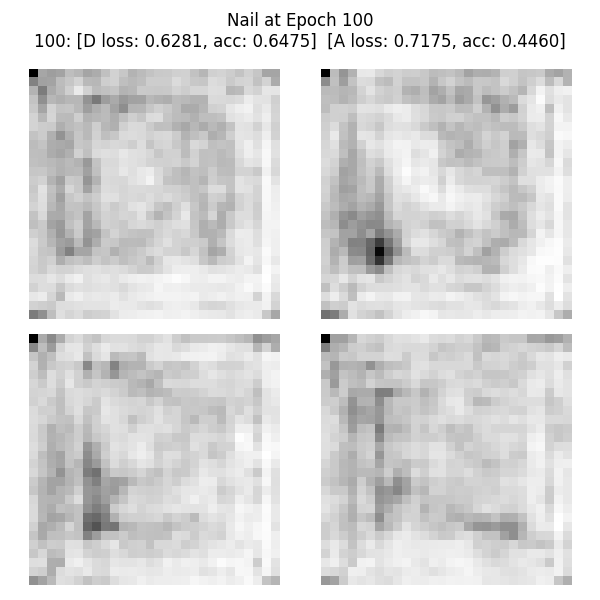 Nail at Epoch 100
100: [D loss: 0.6281, acc: 0.6475]  [A loss: 0.7175, acc: 0.4460]